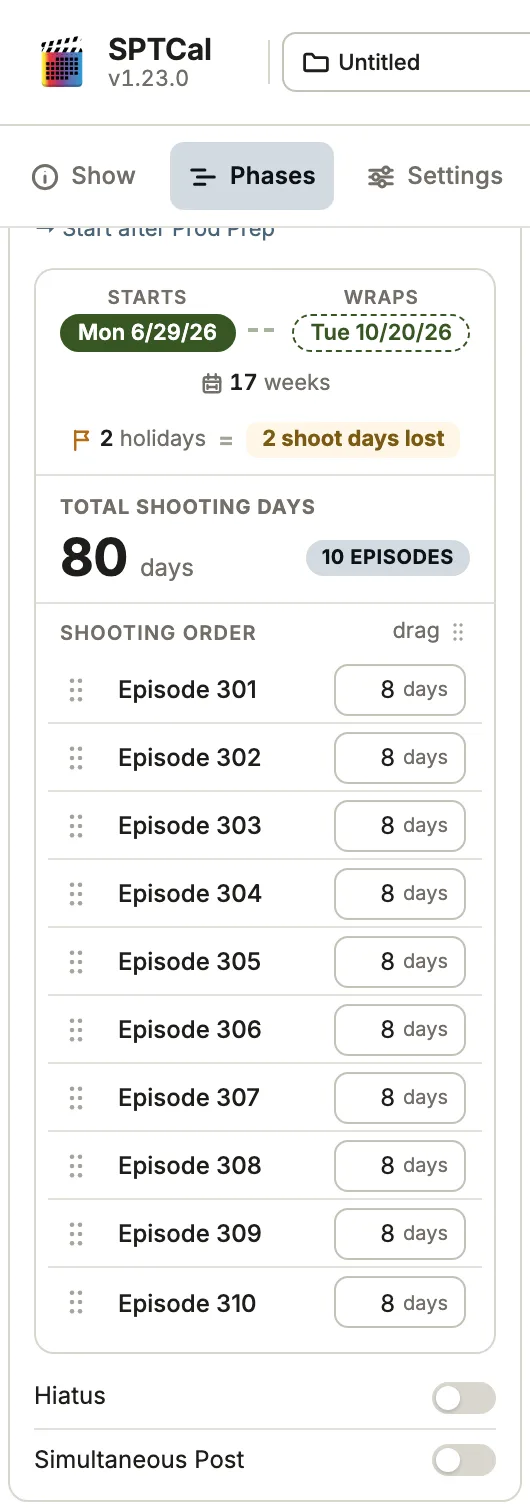 SPTCal
v1.23.0
Untitled
Show
Phases
Settings
→ Start after Prod Prep
STARTS
WRAPS
Mon 6/29/26 -- Tue 10/20/26
17 weeks
2 holidays = 2 shoot days lost
TOTAL SHOOTING DAYS
80 days
10 EPISODES
SHOOTING ORDER
drag
Episode 301 8 days
Episode 302 8 days
Episode 303 8 days
Episode 304 8 days
Episode 305 8 days
Episode 306 8 days
Episode 307 8 days
Episode 308 8 days
Episode 309 8 days
Episode 310 8 days
Hiatus
Simultaneous Post